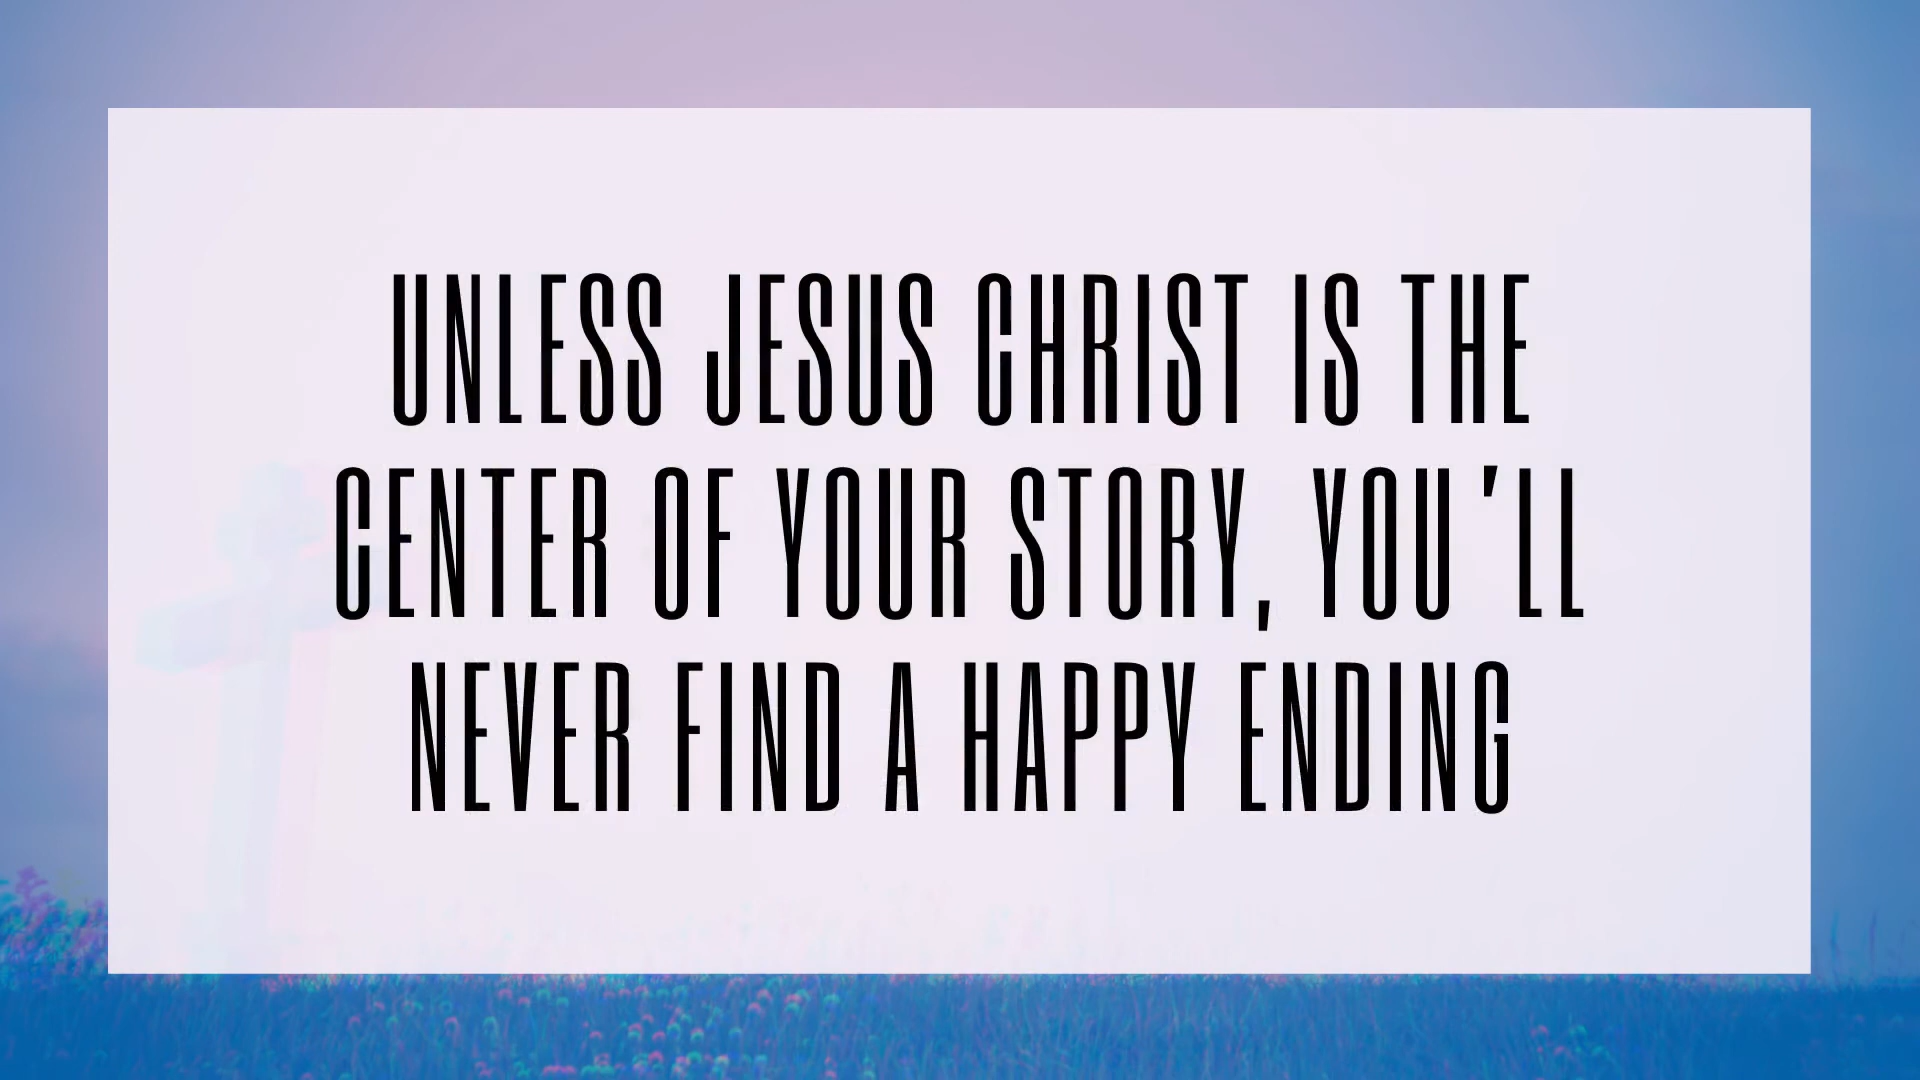 UNLESS JESUS CHRIST IS THE
CENTER OF YOUR STORY, YOU'LL
NEVER FIND A HAPPY ENDING